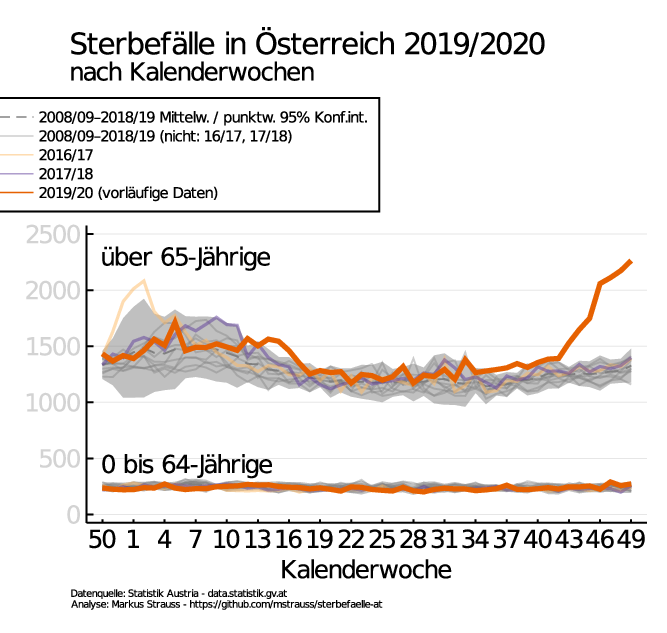 Sterbefälle in Österreich 2019/2020
nach Kalenderwochen
2008/09–2018/19 Mittelw. / punktw. 95% Konf.int.
2008/09–2018/19 (nicht: 16/17, 17/18)
2016/17
2017/18
2019/20 (vorläufige Daten)
2500
über 65-Jährige
2000
1500
1000
500
0 bis 64-Jährige
0
50 1 4 7 10 13 16 19 22 25 28 31 34 37 40 43 46 49
Kalenderwoche
Datenquelle: Statistik Austria - data.statistik.gv.at
Analyse: Markus Strauss - https://github.com/mstrauss/sterbefaelle-at